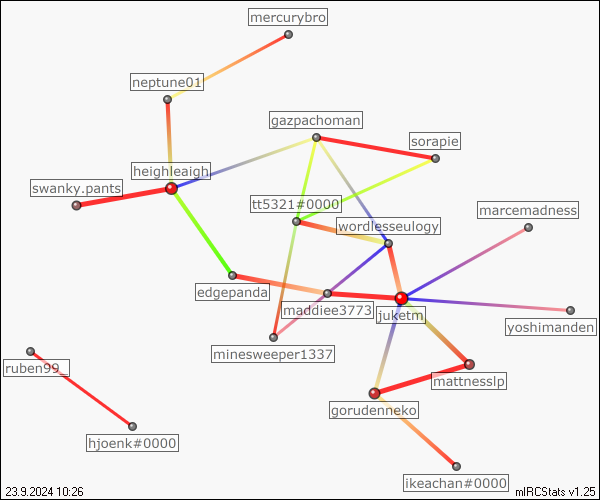 mercurybro
neptune01
gazpachoman
sorapie
heighleaigh
swanky.pants
tt5321#0000
marcemadness
wordlesseulogy
edgepanda
maddiee3773
juketm
yoshimanden
minesweeper1337
ruben99_
mattnesslp
gorudenneko
hjoenk#0000
ikeachan#0000
23.9.2024 10:26
mIRCStats v1.25